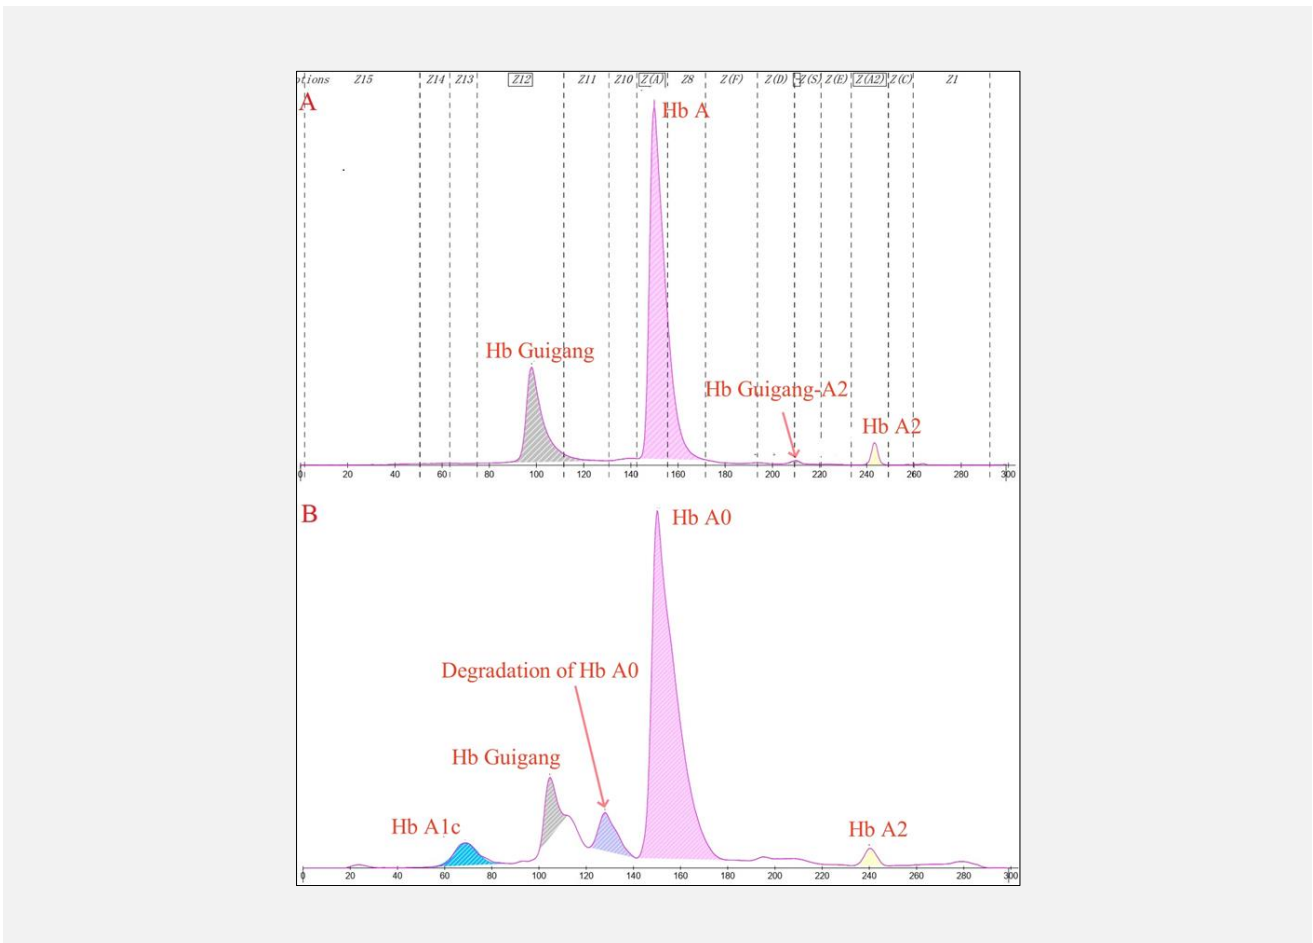 Z15 Z14 Z13 Z12 Z11 Z10 Z(A) Z8 Z(F) Z(D) Z(S) Z(E) Z(A2) Z(C) Z1
A
Hb A
Hb Guigang
Hb Guigang-A2
Hb A2
0 20 40 60 80 100 120 140 160 180 200 220 240 260 280 300
B
Hb A0
Degradation of Hb A0
Hb Guigang
Hb A1c
Hb A2
0 20 40 60 80 100 120 140 160 180 200 220 240 260 280 300